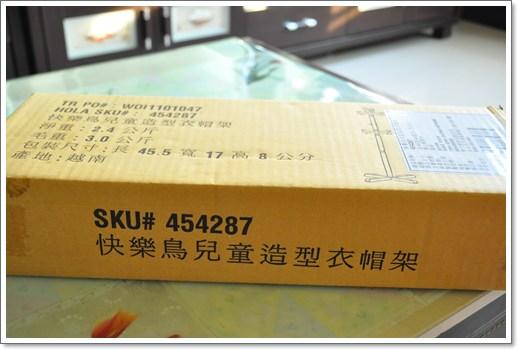 TR PO#: WOI1101047
HOLA SKU#: 454287
快樂鳥兒童造型衣帽架
淨重: 2.4 公斤
毛重: 3.0 公斤
包裝尺寸: 長 45.5 寬 17 高 8 公分
產地: 越南
SKU# 454287
快樂鳥兒童造型衣帽架